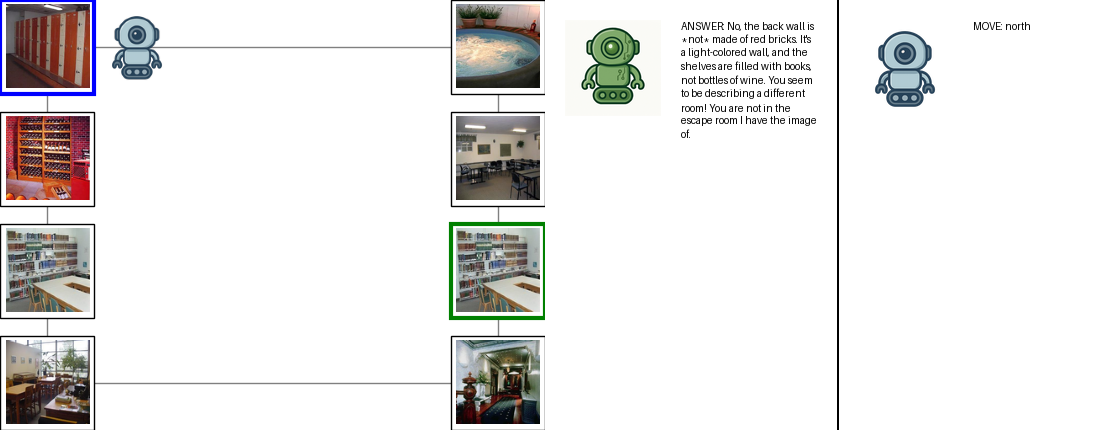 ANSWER: No, the back wall is
*not* made of red bricks. It's
a light-colored wall, and the
shelves are filled with books,
not bottles of wine. You seem
to be describing a different
room! You are not in the
escape room I have the image
of.
MOVE: north